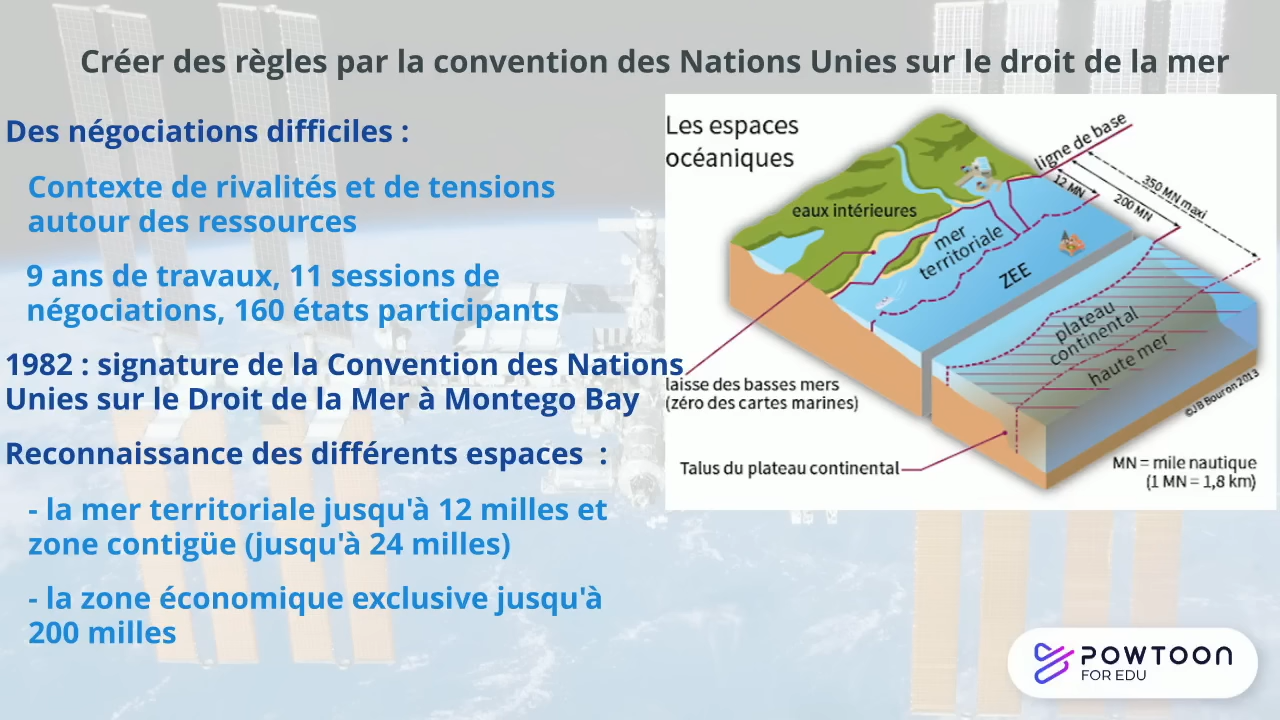 Créer des règles par la convention des Nations Unies sur le droit de la mer
Des négociations difficiles :
Contexte de rivalités et de tensions
autour des ressources
9 ans de travaux, 11 sessions de
négociations, 160 états participants
1982 : signature de la Convention des Nations
Unies sur le Droit de la Mer à Montego Bay
Reconnaissance des différents espaces :
- la mer territoriale jusqu'à 12 milles et
zone contigüe (jusqu'à 24 milles)
- la zone économique exclusive jusqu'à
200 milles
Les espaces
océaniques
ligne de base
12 MN
200 MN
350 MN maxi
eaux intérieures
mer
territoriale
ZEE
plateau
continental
haute mer
laisse des basses mers
(zéro des cartes marines)
Talus du plateau continental
©JB Bouron 2013
MN = mile nautique
(1 MN = 1,8 km)
POWTOON
FOR EDU